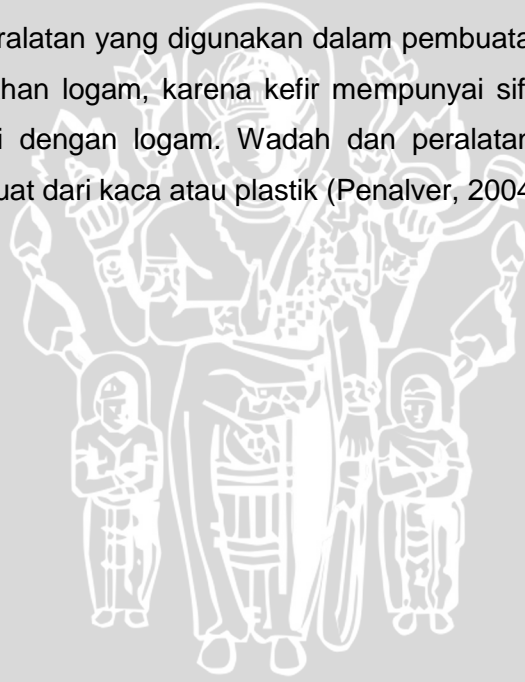 ralatan yang digunakan dalam pembuata
han logam, karena kefir mempunyai sif
i dengan logam. Wadah dan peralatan
uat dari kaca atau plastik (Penalver, 2004